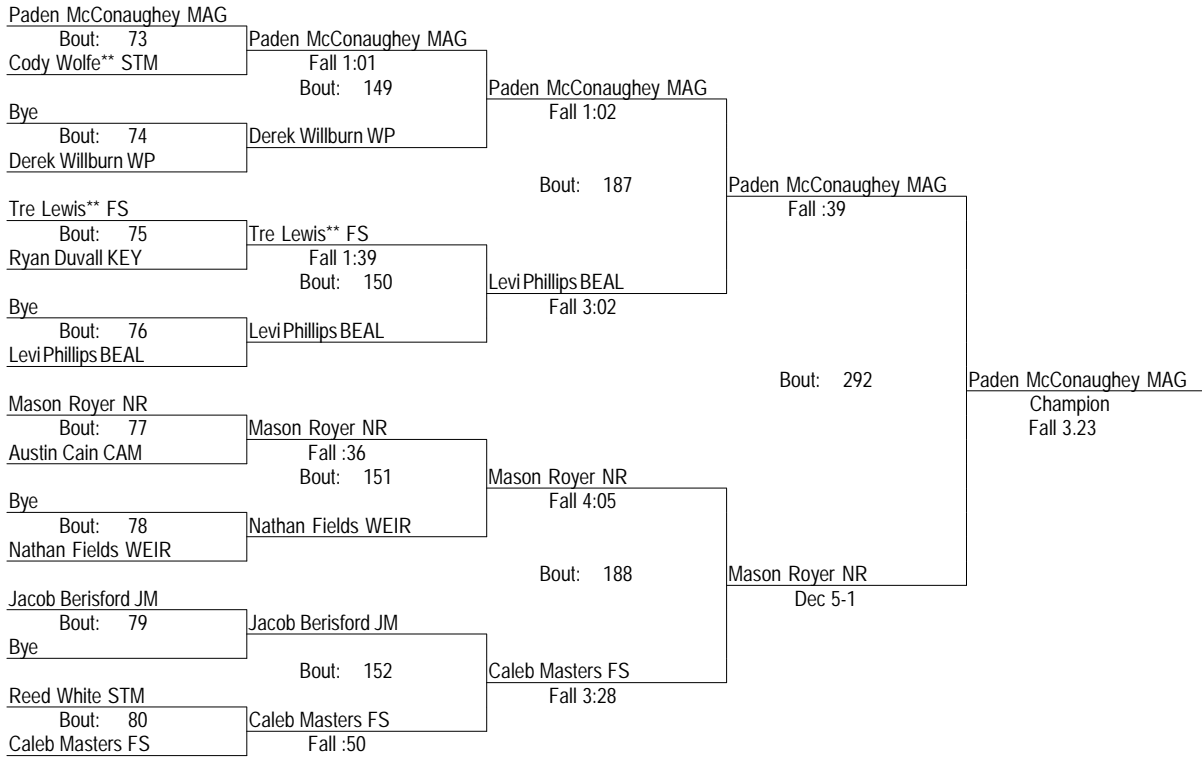 Paden McConaughey MAG
Bout: 73
Paden McConaughey MAG
Cody Wolfe** STM
Fall 1:01
Bout: 149
Paden McConaughey MAG
Bye
Fall 1:02
Bout: 74
Derek Willburn WP
Derek Willburn WP
Bout: 187
Paden McConaughey MAG
Tre Lewis** FS
Fall :39
Bout: 75
Tre Lewis** FS
Ryan Duvall KEY
Fall 1:39
Bout: 150
Levi Phillips BEAL
Bye
Fall 3:02
Bout: 76
Levi Phillips BEAL
Levi Phillips BEAL
Bout: 292
Paden McConaughey MAG
Mason Royer NR
Champion
Bout: 77
Mason Royer NR
Fall 3.23
Austin Cain CAM
Fall :36
Bout: 151
Mason Royer NR
Bye
Fall 4:05
Bout: 78
Nathan Fields WEIR
Nathan Fields WEIR
Bout: 188
Mason Royer NR
Jacob Berisford JM
Dec 5-1
Bout: 79
Jacob Berisford JM
Bye
Bout: 152
Caleb Masters FS
Reed White STM
Fall 3:28
Bout: 80
Caleb Masters FS
Caleb Masters FS
Fall :50